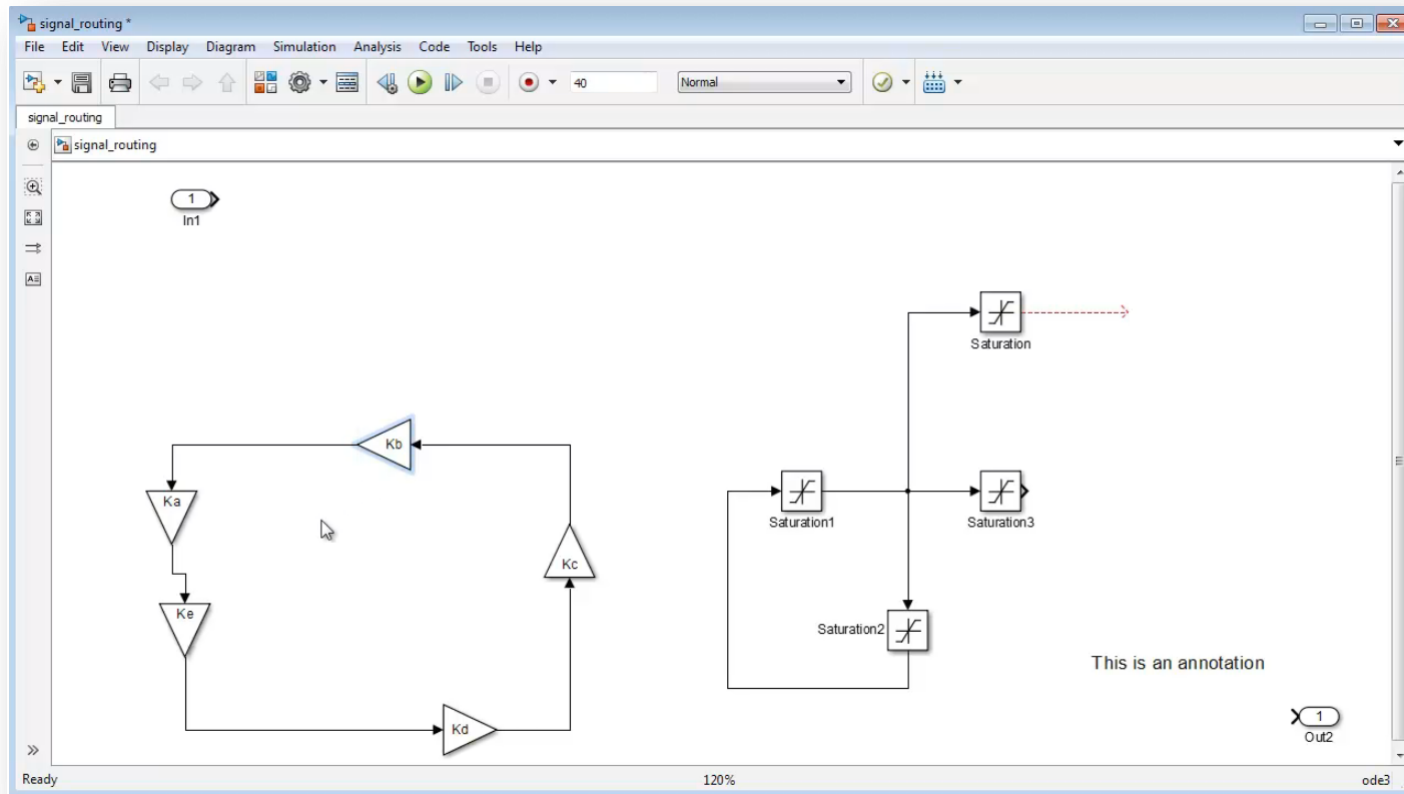 signal_routing *
File Edit View Display Diagram Simulation Analysis Code Tools Help
40 Normal
signal_routing
signal_routing
1
In1
Saturation
Kb
Ka
Saturation1
Saturation3
Kc
Ke
Saturation2
This is an annotation
Kd
1
Out2
Ready 120% ode3